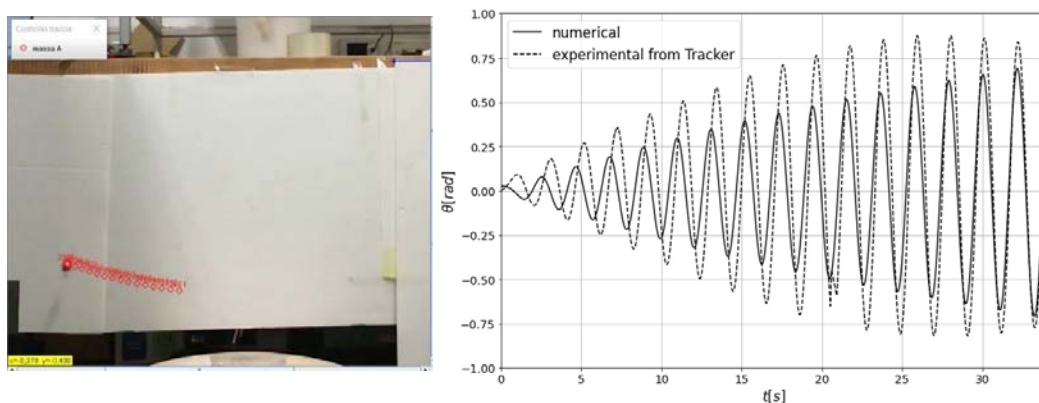 Controllo traccia
massa A
x=-0,378 y=-0,430
numerical
experimental from Tracker
θ[rad]
1.00
0.75
0.50
0.25
0.00
−0.25
−0.50
−0.75
−1.00
0
5
10
15
20
25
30
t[s]